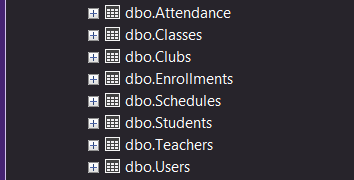 dbo.Attendance
dbo.Classes
dbo.Clubs
dbo.Enrollments
dbo.Schedules
dbo.Students
dbo.Teachers
dbo.Users